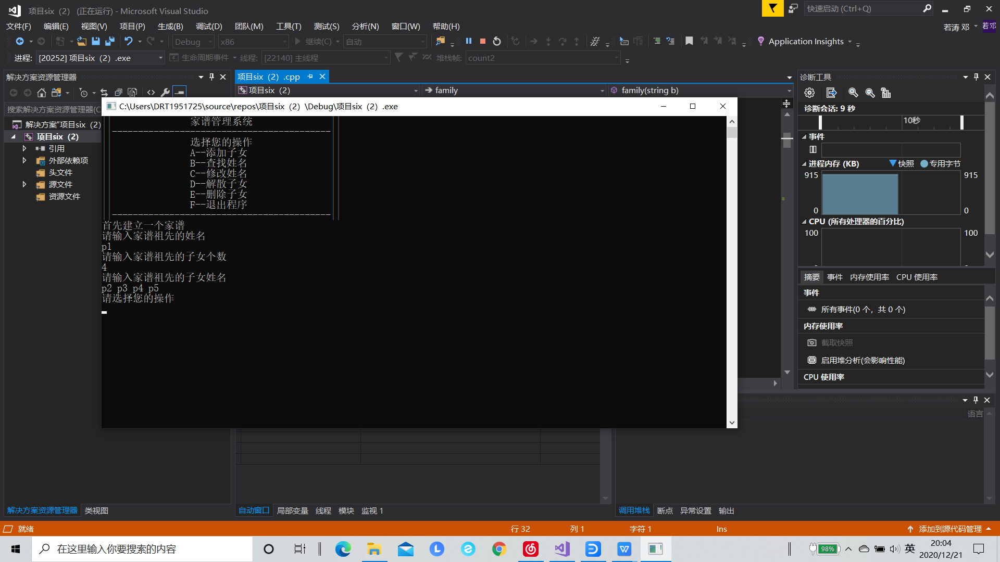 项目six（2） (正在运行) - Microsoft Visual Studio
快速启动 (Ctrl+Q)
文件(F) 编辑(E) 视图(V) 项目(P) 生成(B) 调试(D) 团队(M) 工具(T) 测试(S) 分析(N) 窗口(W) 帮助(H)
若涛 邓 若邓
Debug x86 继续(C) 自动 Application Insights
进程: [20252] 项目six（2）.exe 生命周期事件 线程: [22140] 主线程 堆栈帧: count2
解决方案资源管理器
项目six（2）.cpp
诊断工具
项目six（2） family family(string b)
搜索解决方案资源管理器(C
解决方案"项目six（2）
项目six（2）
引用
外部依赖项
头文件
源文件
资源文件
C:\Users\DRT1951725\source\repos\项目six（2）\Debug\项目six（2）.exe
家谱管理系统
------------------------------------------
选择您的操作
A--添加子女
B--查找姓名
C--修改姓名
D--解散子女
E--删除子女
F--退出程序
------------------------------------------
首先建立一个家谱
请输入家谱祖先的姓名
p1
请输入家谱祖先的子女个数
4
请输入家谱祖先的子女姓名
p2 p3 p4 p5
请选择您的操作
诊断会话: 9 秒
10秒
事件
进程内存 (KB) 快照 专用字节
915 915
0 0
CPU (所有处理器的百分比)
100 100
摘要 事件 内存使用率 CPU 使用率
事件
所有事件(0 个，共 0 个)
内存使用率
截取快照
启用堆分析(会影响性能)
CPU 使用率
语言
解决方案资源管理器 类视图
自动窗口 局部变量 线程 模块 监视 1
调用堆栈 断点 异常设置 输出
就绪 行 32 列 1 字符 1 Ins 添加到源代码管理
在这里输入你要搜索的内容
98% 英 20:04
2020/12/21